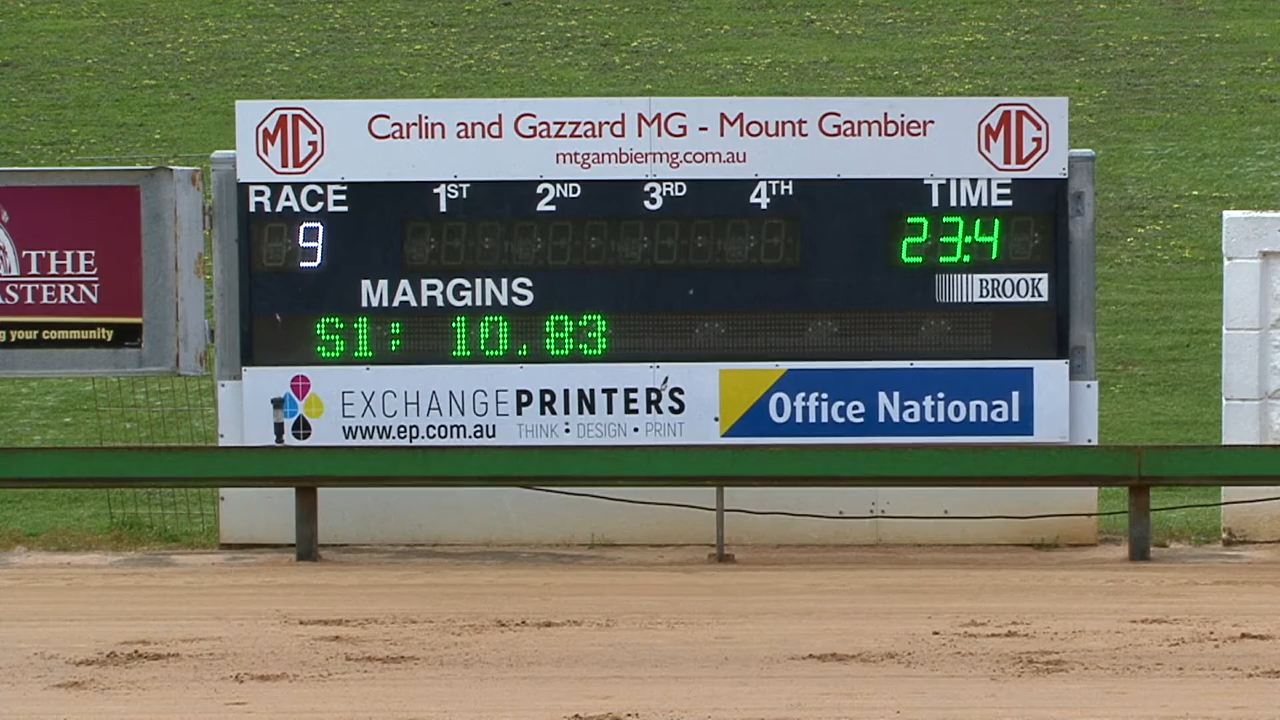 MG Carlin and Gazzard MG - Mount Gambier MG
mtgambiermg.com.au
RACE 1ST 2ND 3RD 4TH TIME
9 23:4
MARGINS BROOK
S1: 10.83
EXCHANGEPRINTERS
www.ep.com.au THINK • DESIGN • PRINT
Office National
THE
ASTERN
g your community